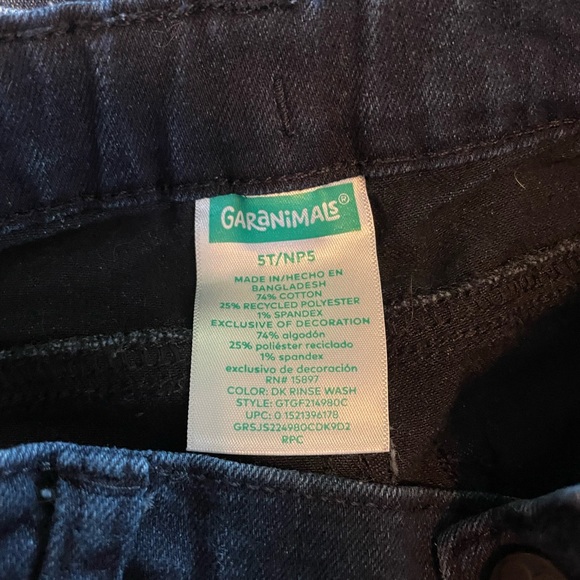 GARANIMALS®
5T/NP5
MADE IN/HECHO EN
BANGLADESH
74% COTTON
25% RECYCLED POLYESTER
1% SPANDEX
EXCLUSIVE OF DECORATION
74% algodón
25% poliéster reciclado
1% spandex
exclusivo de decoración
RN# 15897
COLOR: DK RINSE WASH
STYLE: GTGF214980C
UPC: 0.1521396178
GRSJS224980CDK9D2
RPC